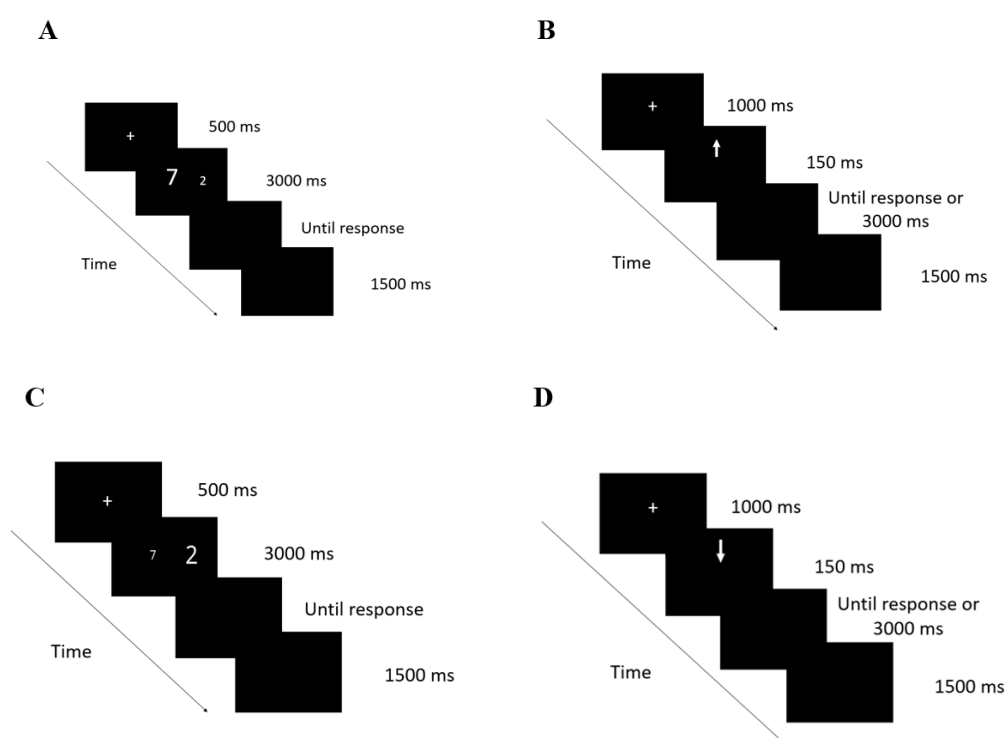 A
+
500 ms
7 2
3000 ms
Until response
Time
1500 ms
B
+
1000 ms
150 ms
Until response or
3000 ms
Time
1500 ms
C
+
500 ms
7 2
3000 ms
Until response
Time
1500 ms
D
+
1000 ms
150 ms
Until response or
3000 ms
Time
1500 ms